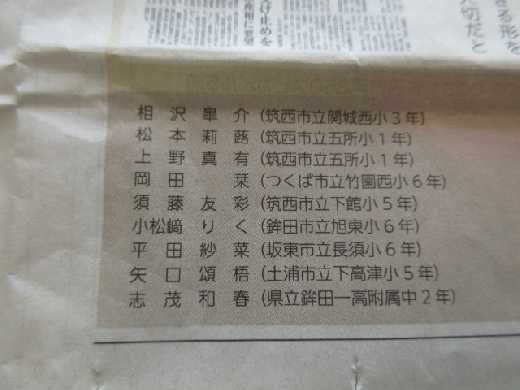 相沢皐介(筑西市立関城西小3年)
松本莉蕗(筑西市立五所小1年)
上野真有(筑西市立五所小1年)
岡田栞(つくば市立竹園西小6年)
須藤友彩(筑西市立下館小5年)
小松﨑りく(鉾田市立旭東小6年)
平田紗菜(坂東市立長須小6年)
矢口頌梧(土浦市立下高津小5年)
志茂和春(県立鉾田一高附属中2年)